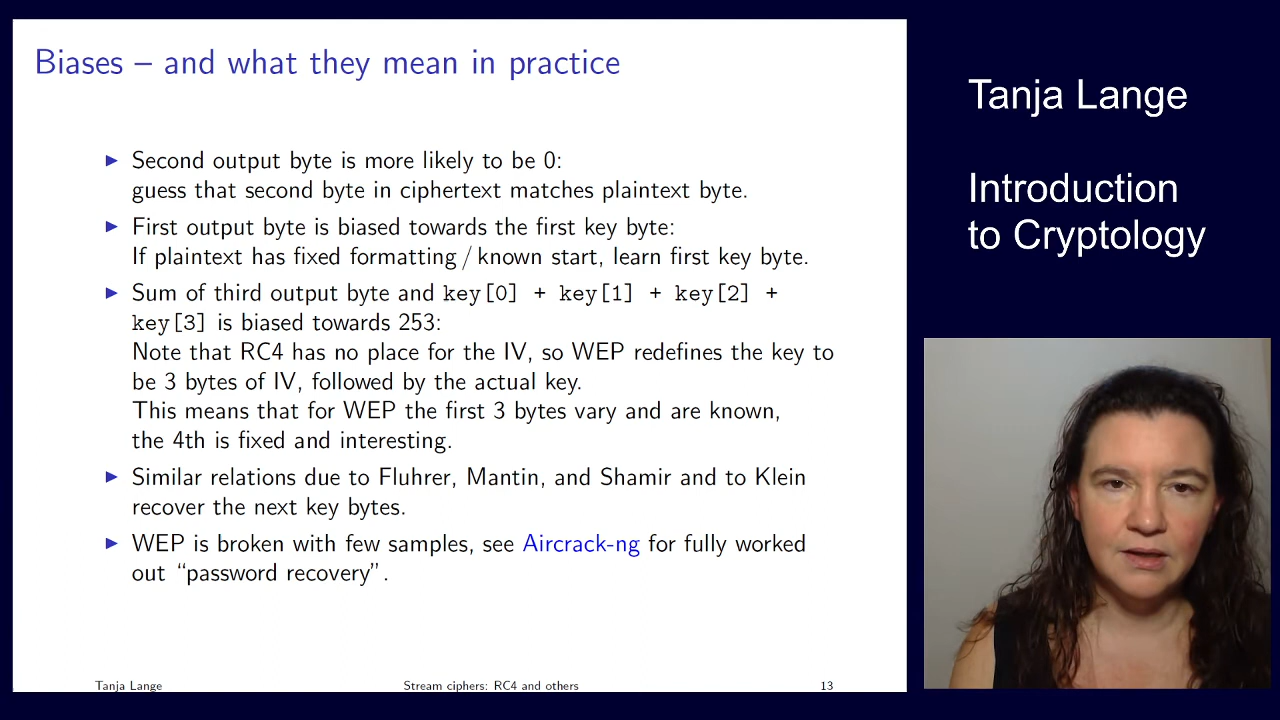 Biases – and what they mean in practice
▶ Second output byte is more likely to be 0:
guess that second byte in ciphertext matches plaintext byte.
▶ First output byte is biased towards the first key byte:
If plaintext has fixed formatting / known start, learn first key byte.
▶ Sum of third output byte and key[0] + key[1] + key[2] +
key[3] is biased towards 253:
Note that RC4 has no place for the IV, so WEP redefines the key to
be 3 bytes of IV, followed by the actual key.
This means that for WEP the first 3 bytes vary and are known,
the 4th is fixed and interesting.
▶ Similar relations due to Fluhrer, Mantin, and Shamir and to Klein
recover the next key bytes.
▶ WEP is broken with few samples, see Aircrack-ng for fully worked
out “password recovery”.
Tanja Lange Stream ciphers: RC4 and others 13
Tanja Lange
Introduction
to Cryptology